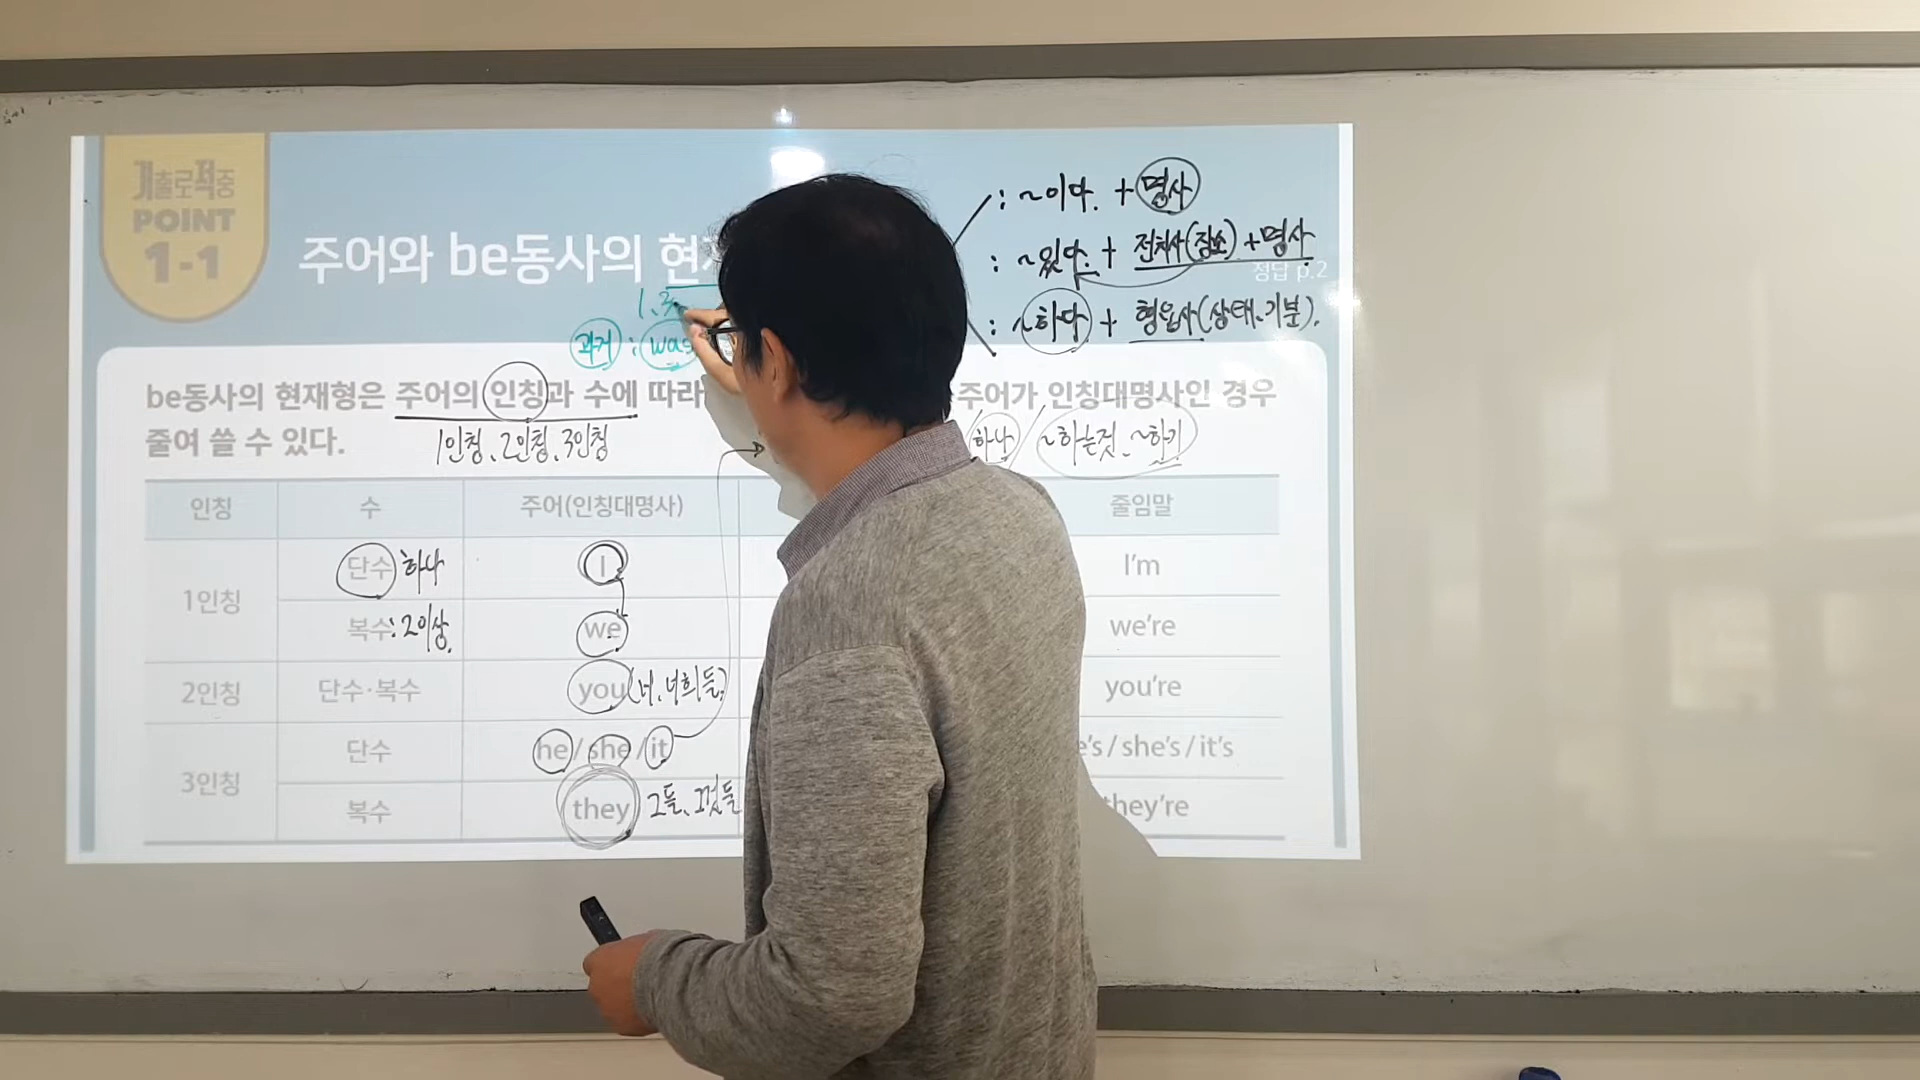 기출로적중
POINT
1-1
주어와 be동사의 현재
정답 p.2
: ~이다. + 명사
: ~있다. + 전치사(장소) + 명사
: ~하다 + 형용사(상태, 기분).
1, 3
과거 : was
be동사의 현재형은 주어의 인칭과 수에 따라 주어가 인칭대명사인 경우
줄여 쓸 수 있다.
1인칭, 2인칭, 3인칭
하나 / ~하는것, ~하기
인칭 수 주어(인칭대명사) 줄임말
1인칭 단수 하나 I I'm
복수 : 2이상. we we're
2인칭 단수·복수 you (너, 너희들) you're
3인칭 단수 he / she / it e's / she's / it's
복수 they 그들, 그것들 they're